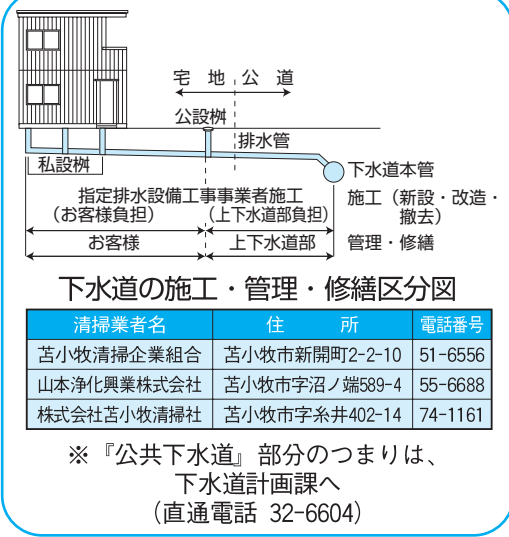 宅 地 公 道
公設桝
排水管
私設桝
下水道本管
指定排水設備工事事業者施工
(お客様負担) (上下水道部負担)
施工(新設・改造・
撤去)
お客様 上下水道部 管理・修繕
下水道の施工・管理・修繕区分図
清掃業者名 住 所 電話番号
苫小牧清掃企業組合 苫小牧市新開町2-2-10 51-6556
山本浄化興業株式会社 苫小牧市字沼ノ端589-4 55-6688
株式会社苫小牧清掃社 苫小牧市字糸井402-14 74-1161
※『公共下水道』部分のつまりは、
下水道計画課へ
(直通電話 32-6604)